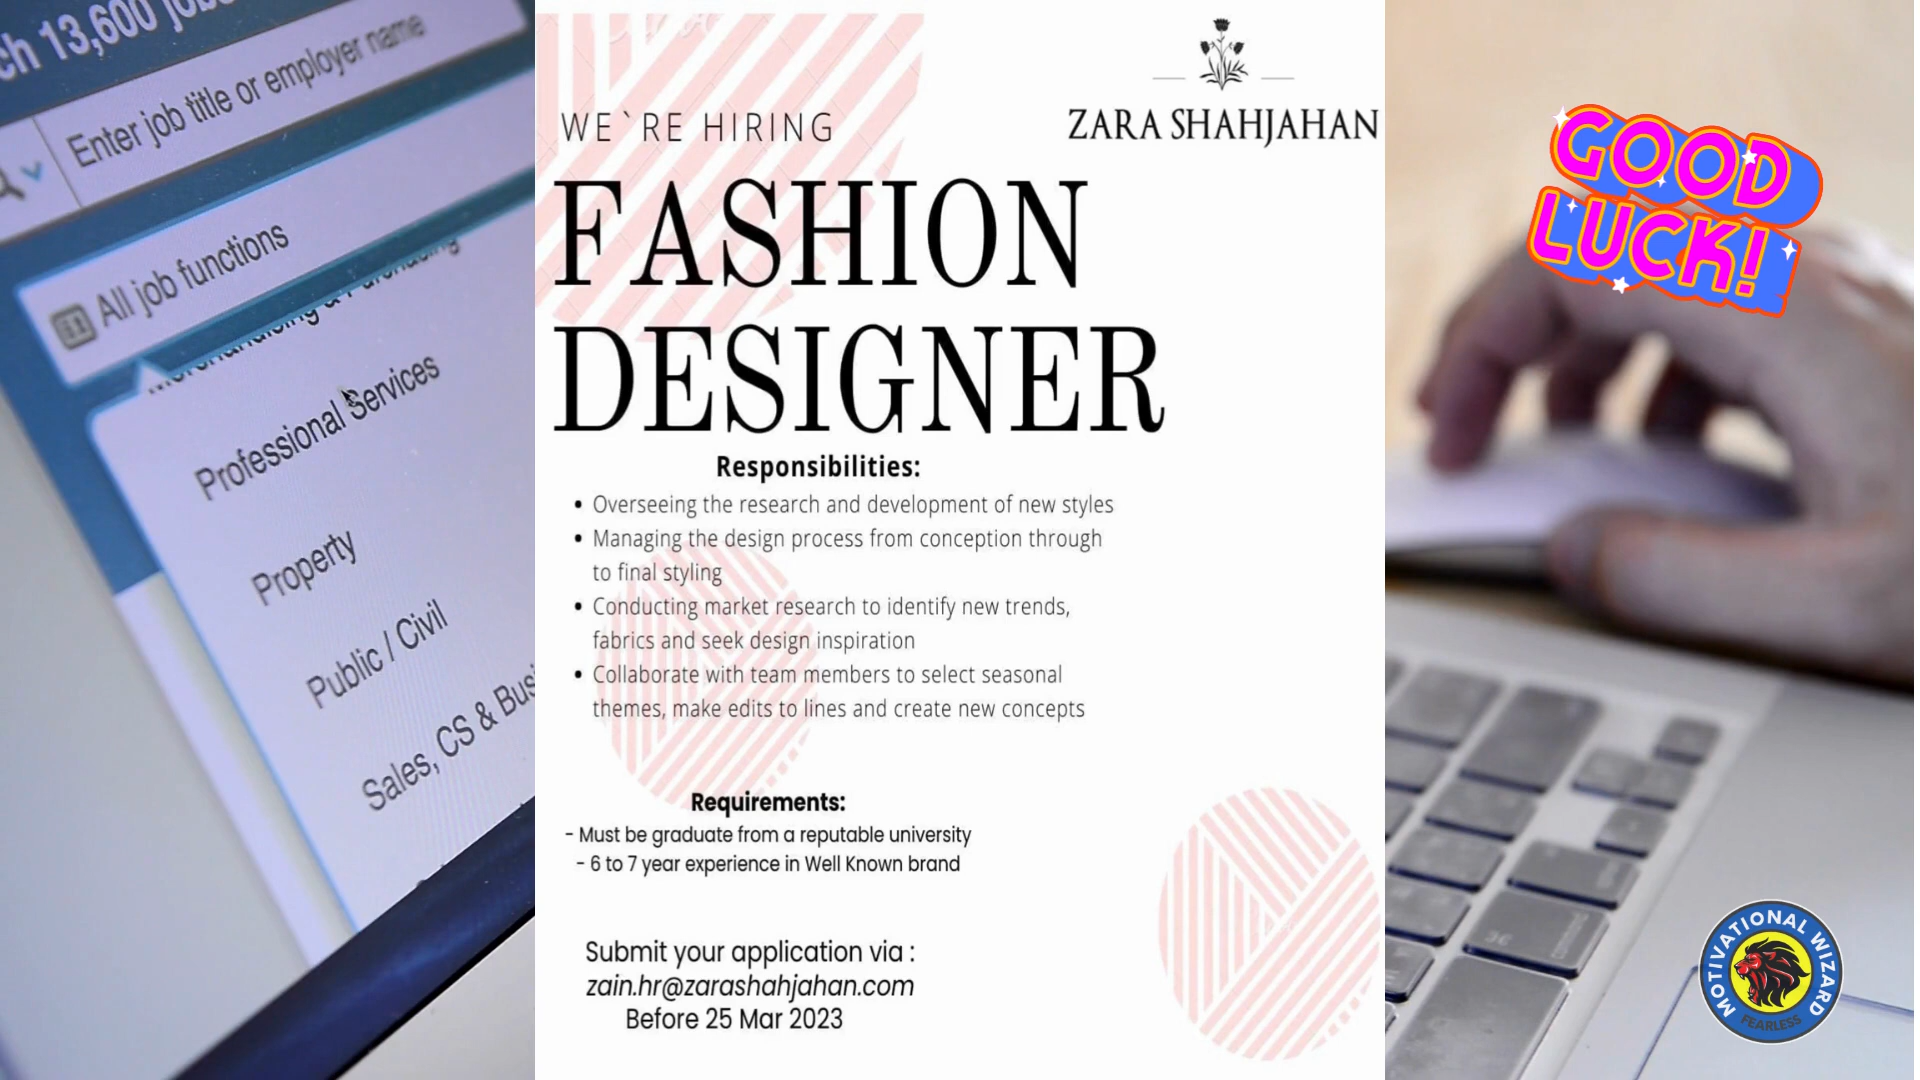 ch 13,600 jobs
Enter job title or employer name
All job functions
Merchandising & Purchasing
Professional Services
Property
Public / Civil
Sales, CS & Bus
WE`RE HIRING
ZARA SHAHJAHAN
FASHION
DESIGNER
Responsibilities:
• Overseeing the research and development of new styles
• Managing the design process from conception through
to final styling
• Conducting market research to identify new trends,
fabrics and seek design inspiration
• Collaborate with team members to select seasonal
themes, make edits to lines and create new concepts
Requirements:
- Must be graduate from a reputable university
- 6 to 7 year experience in Well Known brand
Submit your application via :
zain.hr@zarashahjahan.com
Before 25 Mar 2023
GOOD
LUCK!
MOTIVATIONAL WIZARD
FEARLESS